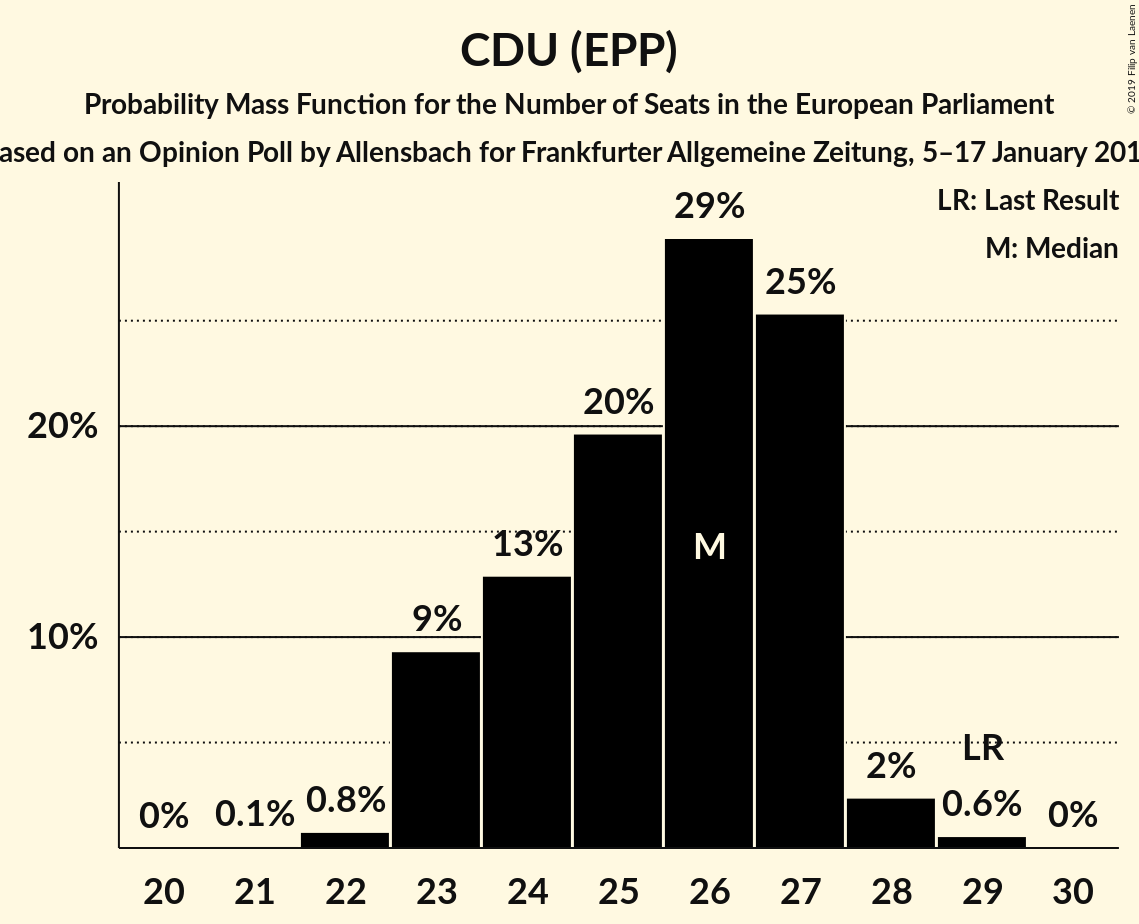 CDU (EPP)
Probability Mass Function for the Number of Seats in the European Parliament
ased on an Opinion Poll by Allensbach for Frankfurter Allgemeine Zeitung, 5–17 January 201
© 2019 Filip van Laenen
LR: Last Result
M: Median
29%
25%
20%
20%
13%
M
10%
9%
LR
2%
0.6%
0.8%
0.1%
0%
0%
20 21 22 23 24 25 26 27 28 29 30